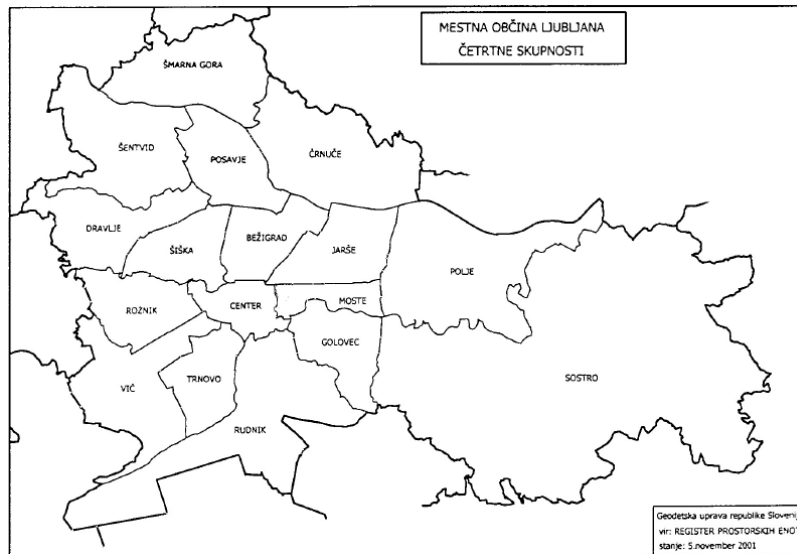 MESTNA OBČINA LJUBLJANA
ČETRTNE SKUPNOSTI
ŠMARNA GORA
ŠENTVID
POSAVJE
ČRNUČE
DRAVLJE
ŠIŠKA
BEŽIGRAD
JARŠE
POLJE
ROŽNIK
CENTER
MOSTE
GOLOVEC
VIČ
TRNOVO
SOSTRO
RUDNIK
Geodetska uprava republike Slovenij
vir: REGISTER PROSTORSKIH ENOT
stanje: 5.november 2001